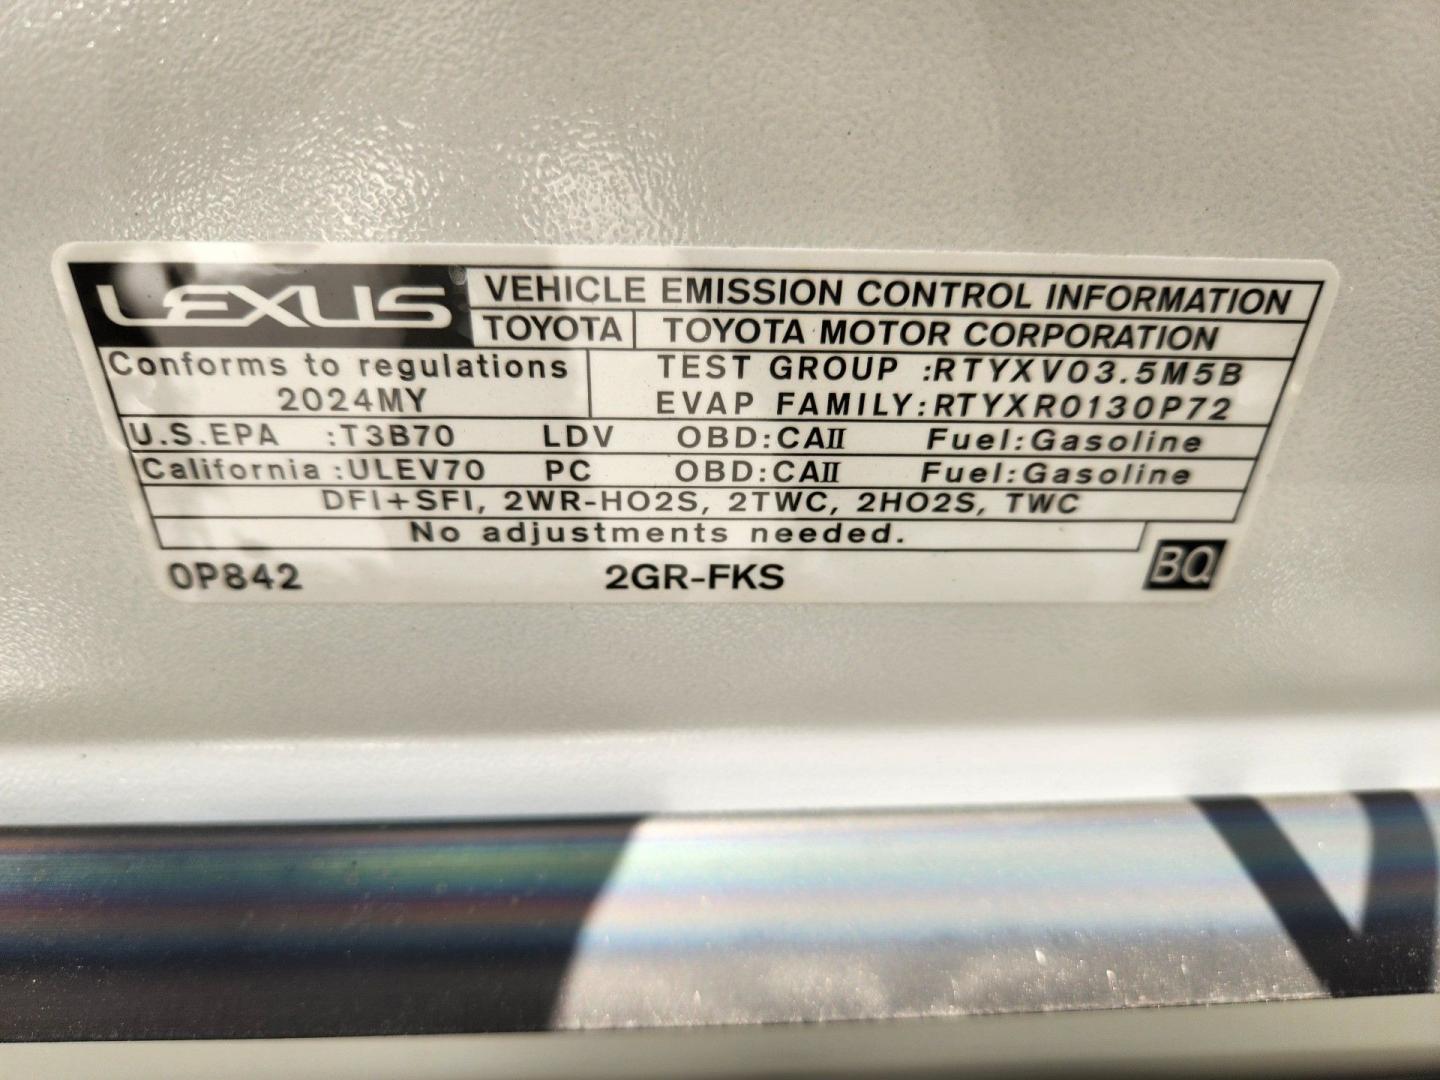 LEXUS VEHICLE EMISSION CONTROL INFORMATION
TOYOTA TOYOTA MOTOR CORPORATION
Conforms to regulations TEST GROUP :RTYXV03.5M5B
2024MY EVAP FAMILY:RTYXR0130P72
U.S.EPA :T3B70 LDV OBD:CAII Fuel:Gasoline
California :ULEV70 PC OBD:CAII Fuel:Gasoline
DFI+SFI, 2WR-HO2S, 2TWC, 2HO2S, TWC
No adjustments needed.
0P842 2GR-FKS BQ